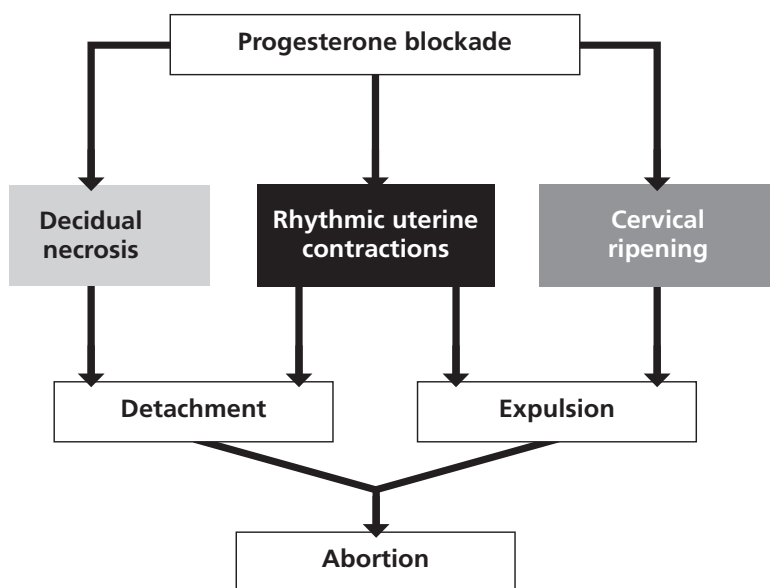 Progesterone blockade
Decidual
necrosis
Rhythmic uterine
contractions
Cervical
ripening
Detachment
Expulsion
Abortion